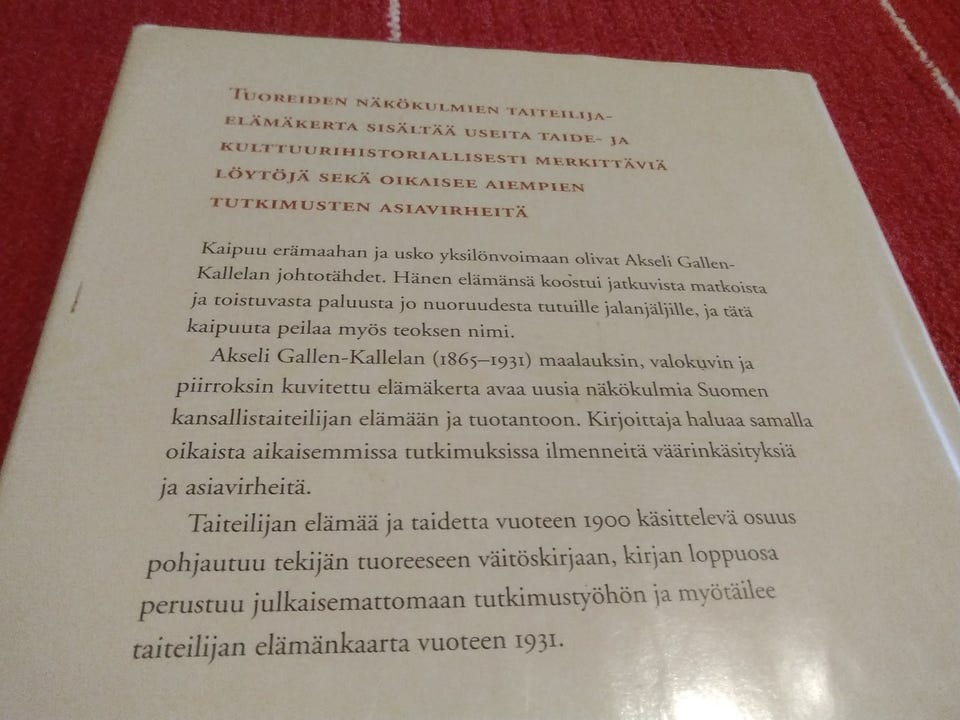 Tuoreiden näkökulmien taiteilija-
elämäkerta sisältää useita taide- ja
kulttuurihistoriallisesti merkittäviä
löytöjä sekä oikaisee aiempien
tutkimusten asiavirheitä
Kaipuu erämaahan ja usko yksilönvoimaan olivat Akseli Gallen-
Kallelan johtotähdet. Hänen elämänsä koostui jatkuvista matkoista
ja toistuvasta paluusta jo nuoruudesta tutuille jalanjäljille, ja tätä
kaipuuta peilaa myös teoksen nimi.
Akseli Gallen-Kallelan (1865–1931) maalauksin, valokuvin ja
piirroksin kuvitettu elämäkerta avaa uusia näkökulmia Suomen
kansallistaiteilijan elämään ja tuotantoon. Kirjoittaja haluaa samalla
oikaista aikaisemmissa tutkimuksissa ilmenneitä väärinkäsityksiä
ja asiavirheitä.
Taiteilijan elämää ja taidetta vuoteen 1900 käsittelevä osuus
pohjautuu tekijän tuoreeseen väitöskirjaan, kirjan loppuosa
perustuu julkaisemattomaan tutkimustyöhön ja myötäilee
taiteilijan elämänkaarta vuoteen 1931.